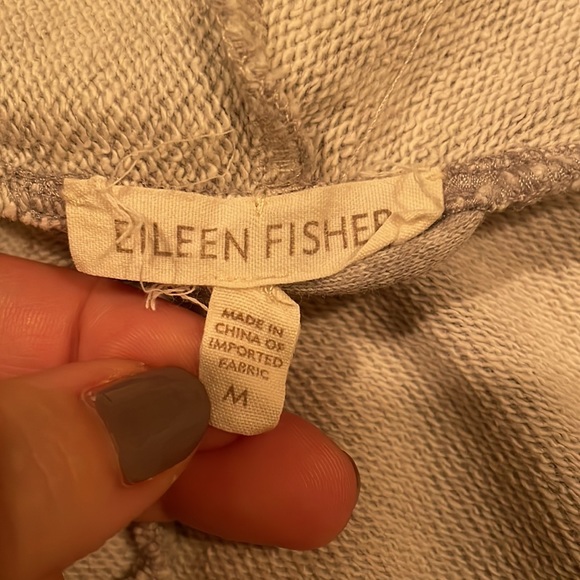 EILEEN FISHER
MADE IN
CHINA OF
IMPORTED
FABRIC
M